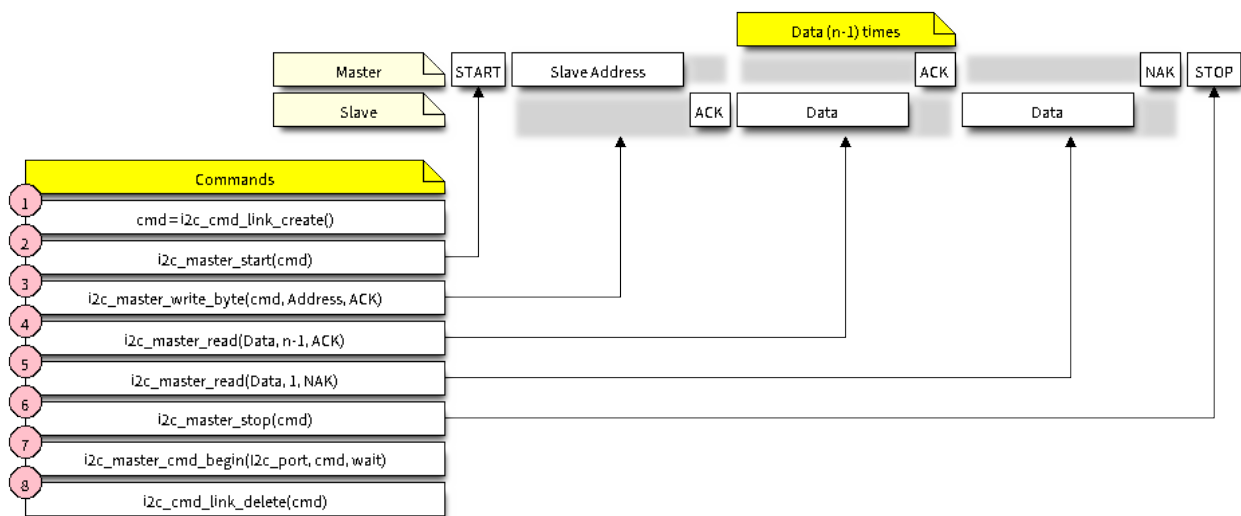 Data (n-1) times
Master START Slave Address ACK NAK STOP
Slave ACK Data Data
Commands
1
cmd = i2c_cmd_link_create()
2
i2c_master_start(cmd)
3
i2c_master_write_byte(cmd, Address, ACK)
4
i2c_master_read(Data, n-1, ACK)
5
i2c_master_read(Data, 1, NAK)
6
i2c_master_stop(cmd)
7
i2c_master_cmd_begin(I2c_port, cmd, wait)
8
i2c_cmd_link_delete(cmd)